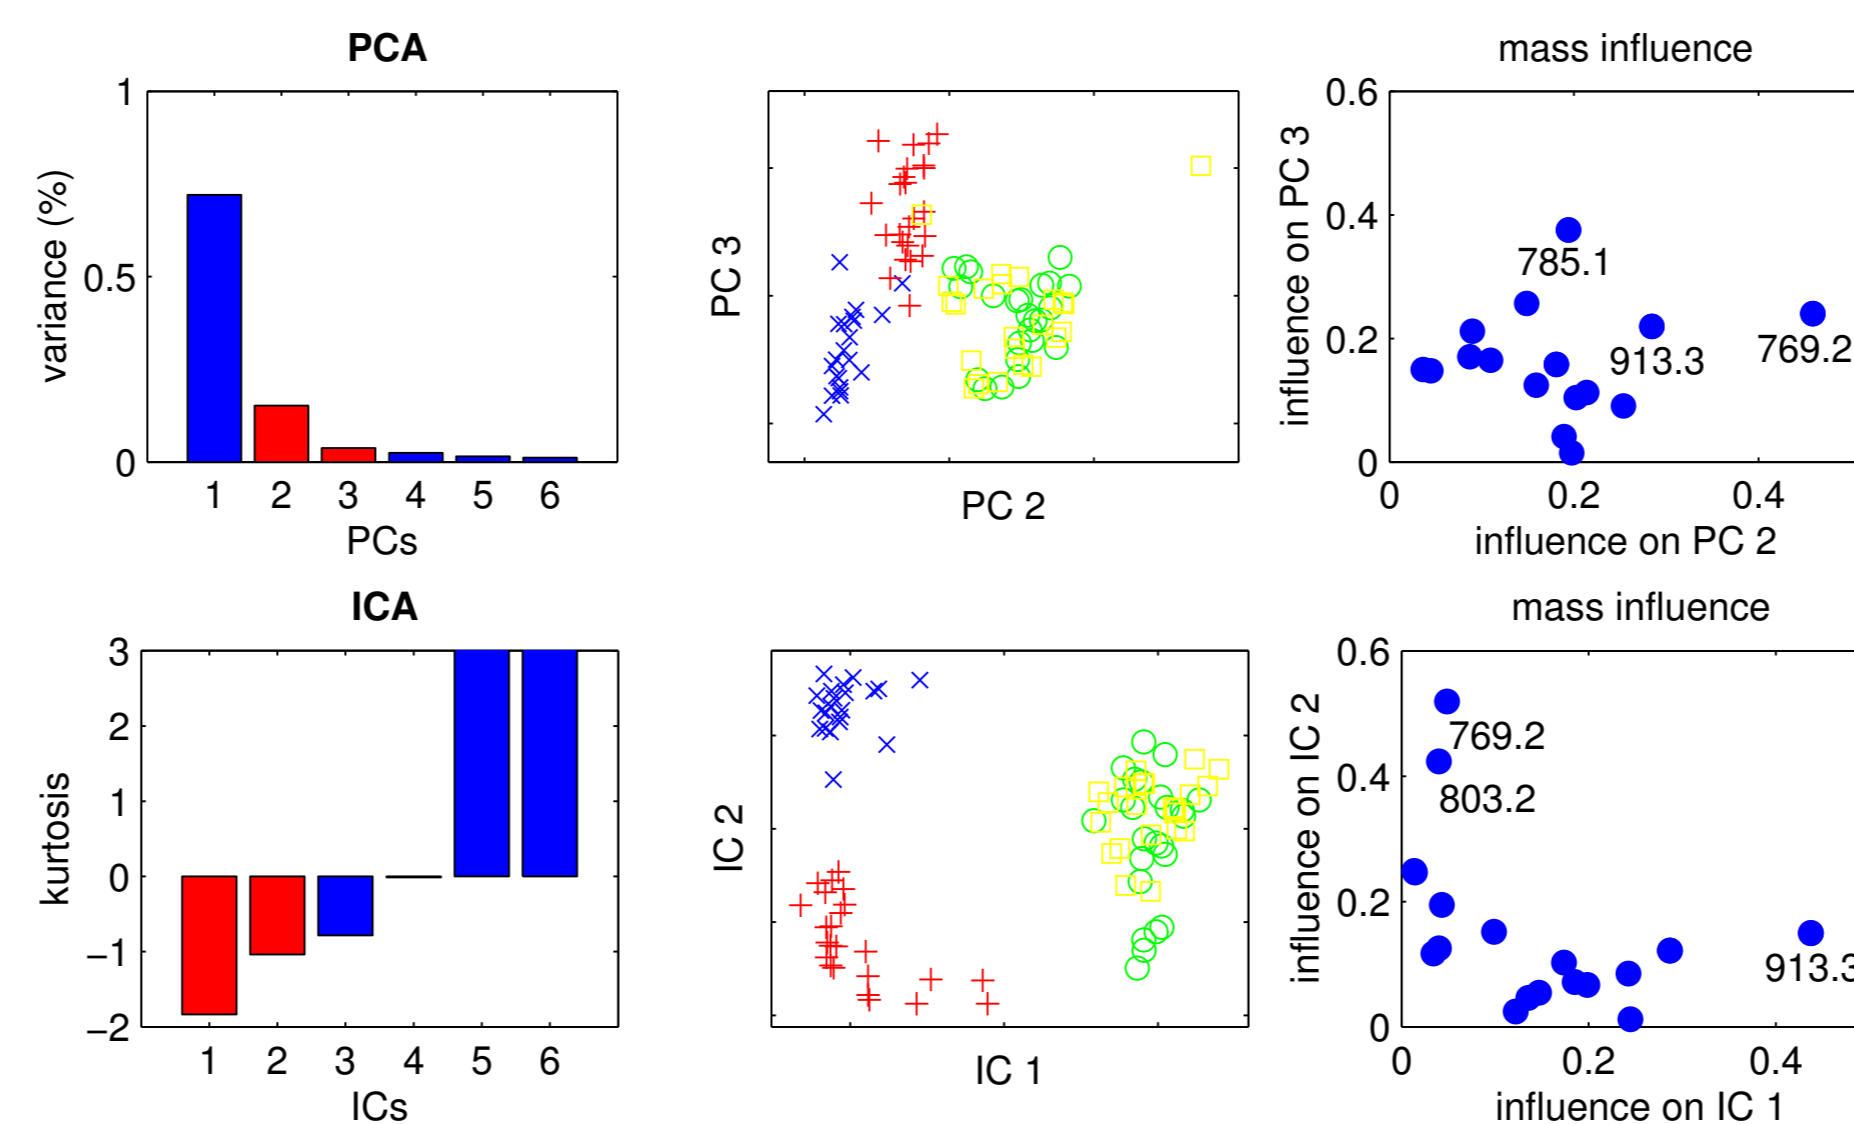 PCA
1
0.5
0
variance (%)
1 2 3 4 5 6
PCs
PC 3
PC 2
mass influence
0.6
0.4
0.2
0
influence on PC 3
785.1
913.3
769.2
0 0.2 0.4
influence on PC 2
ICA
3
2
1
0
−1
−2
kurtosis
1 2 3 4 5 6
ICs
IC 2
IC 1
mass influence
0.6
0.4
0.2
0
influence on IC 2
769.2
803.2
913.3
0 0.2 0.4
influence on IC 1